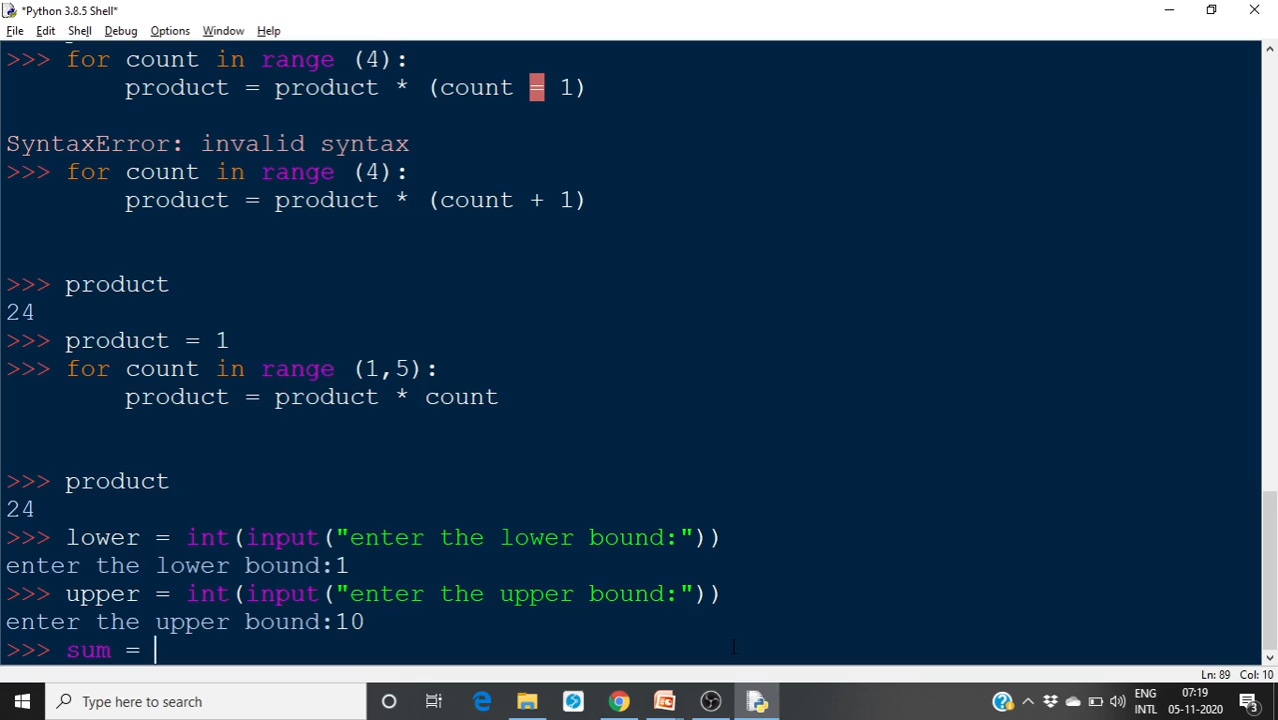 *Python 3.8.5 Shell*
File Edit Shell Debug Options Window Help
>>> for count in range (4):
        product = product * (count = 1)
SyntaxError: invalid syntax
>>> for count in range (4):
        product = product * (count + 1)
>>> product
24
>>> product = 1
>>> for count in range (1,5):
        product = product * count
>>> product
24
>>> lower = int(input("enter the lower bound:"))
enter the lower bound:1
>>> upper = int(input("enter the upper bound:"))
enter the upper bound:10
>>> sum =
Ln: 89 Col: 10
Type here to search
ENG
INTL
07:19
05-11-2020
3